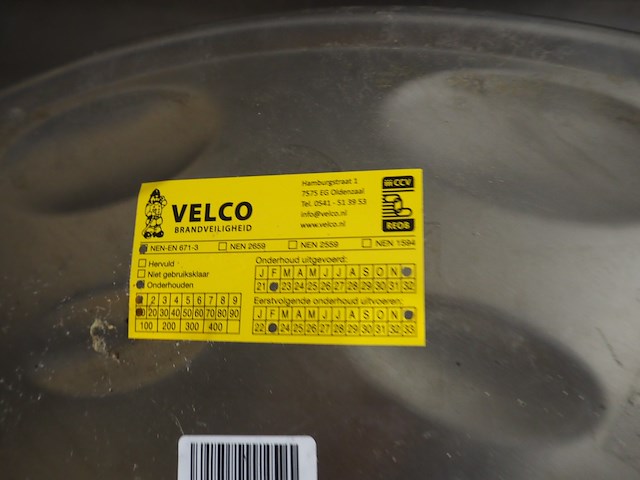 VELCO
BRANDVEILIGHEID
Hamburgstraat 1
7575 EG Oldenzaal
Tel. 0541 - 51 39 53
info@velco.nl
www.velco.nl
CCV
REOB
NEN-EN 671-3 NEN 2659 NEN 2559 NEN 1594
Hervuld
Niet gebruiksklaar
Onderhouden
2 3 4 5 6 7 8 9
20 30 40 50 60 70 80 90
100 200 300 400
Onderhoud uitgevoerd:
J F M A M J J A S O N
21 23 24 25 26 27 28 29 30 31 32
Eerstvolgende onderhoud uitvoeren:
J F M A M J J A S O N
22 24 25 26 27 28 29 30 31 32 33